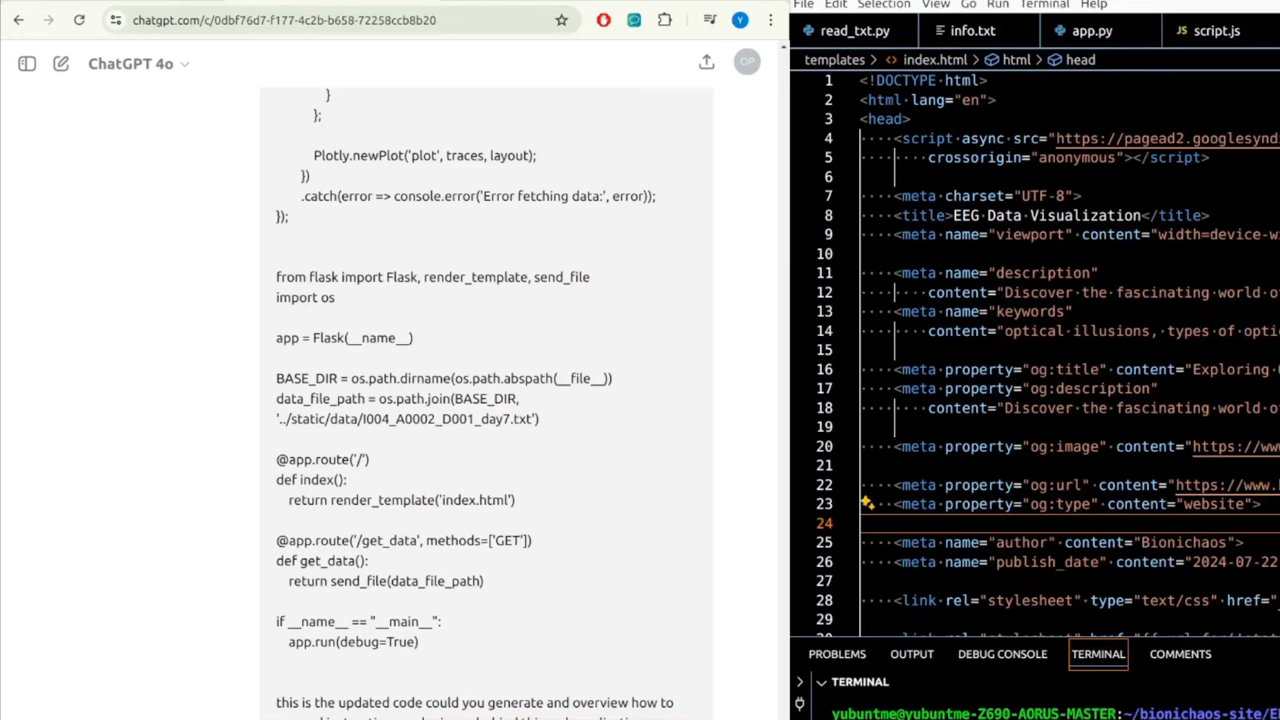 chatgpt.com/c/0dbf76d7-f177-4c2b-b658-72258ccb8b20
Y
ChatGPT 4o
OP
}
};
Plotly.newPlot('plot', traces, layout);
})
.catch(error => console.error('Error fetching data:', error));
});
from flask import Flask, render_template, send_file
import os
app = Flask(__name__)
BASE_DIR = os.path.dirname(os.path.abspath(__file__))
data_file_path = os.path.join(BASE_DIR,
'../static/data/I004_A0002_D001_day7.txt')
@app.route('/')
def index():
return render_template('index.html')
@app.route('/get_data', methods=['GET'])
def get_data():
return send_file(data_file_path)
if __name__ == "__main__":
app.run(debug=True)
this is the updated code could you generate and overview how to
File Edit Selection View Go Run Terminal Help
read_txt.py info.txt app.py JS script.js
templates > <> index.html > html > head
1 <!DOCTYPE html>
2 <html lang="en">
3 <head>
4 <script async src="https://pagead2.googlesynd
5 crossorigin="anonymous"></script>
6
7 <meta charset="UTF-8">
8 <title>EEG Data Visualization</title>
9 <meta name="viewport" content="width=device-w
10
11 <meta name="description"
12 content="Discover the fascinating world o
13 <meta name="keywords"
14 content="optical illusions, types of opti
15
16 <meta property="og:title" content="Exploring
17 <meta property="og:description"
18 content="Discover the fascinating world o
19
20 <meta property="og:image" content="https://www
21
22 <meta property="og:url" content="https://www.
23 <meta property="og:type" content="website">
24
25 <meta name="author" content="Bionichaos">
26 <meta name="publish_date" content="2024-07-22
27
28 <link rel="stylesheet" type="text/css" href="
29
PROBLEMS OUTPUT DEBUG CONSOLE TERMINAL COMMENTS
TERMINAL
yubuntme@yubuntme-Z690-AORUS-MASTER:~/bionichaos-site/E